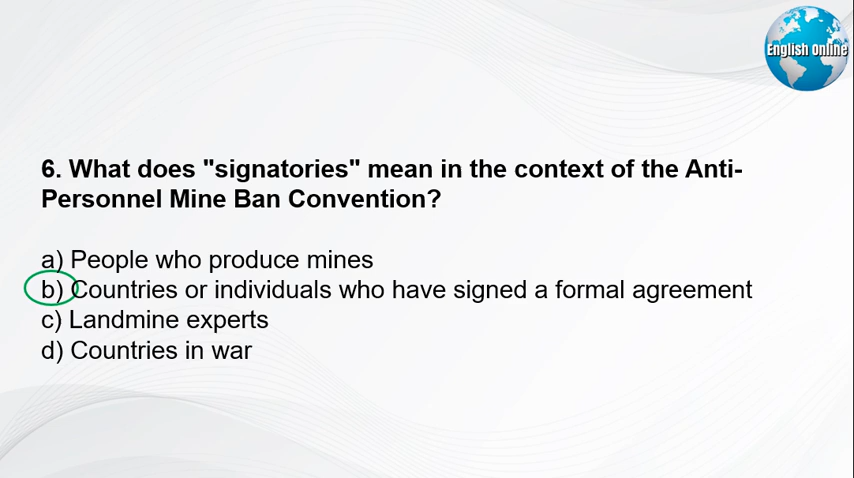 English Online
6. What does "signatories" mean in the context of the Anti-
Personnel Mine Ban Convention?
a) People who produce mines
b) Countries or individuals who have signed a formal agreement
c) Landmine experts
d) Countries in war